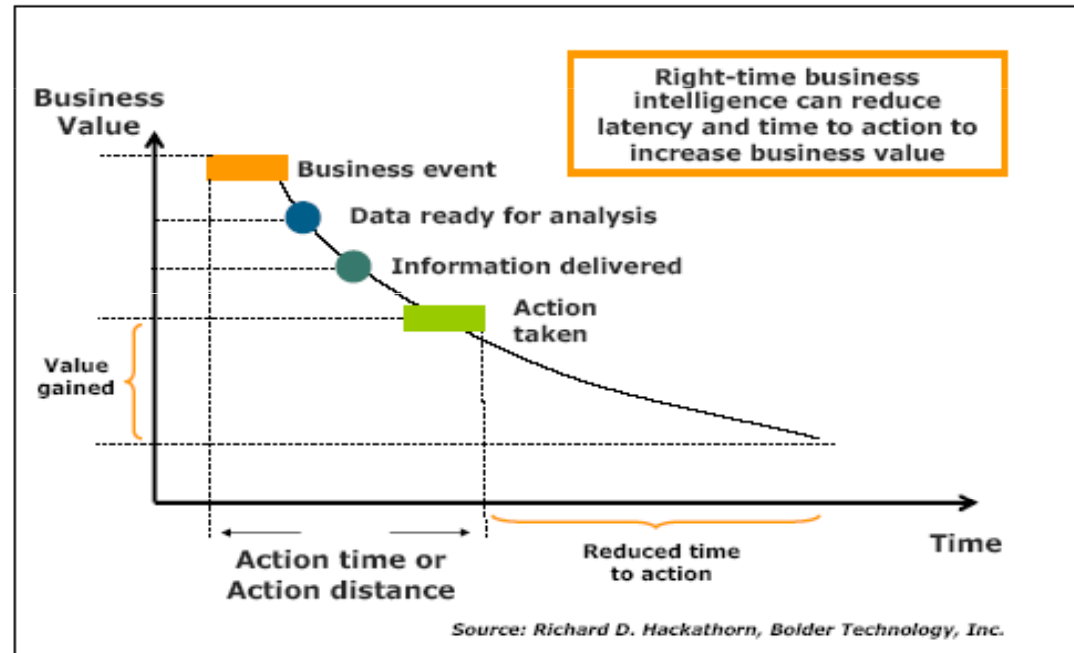 Right-time business
intelligence can reduce
latency and time to action to
increase business value
Business
Value
Business event
Data ready for analysis
Information delivered
Action
taken
Value
gained
Time
Action time or
Action distance
Reduced time
to action
Source: Richard D. Hackathorn, Bolder Technology, Inc.